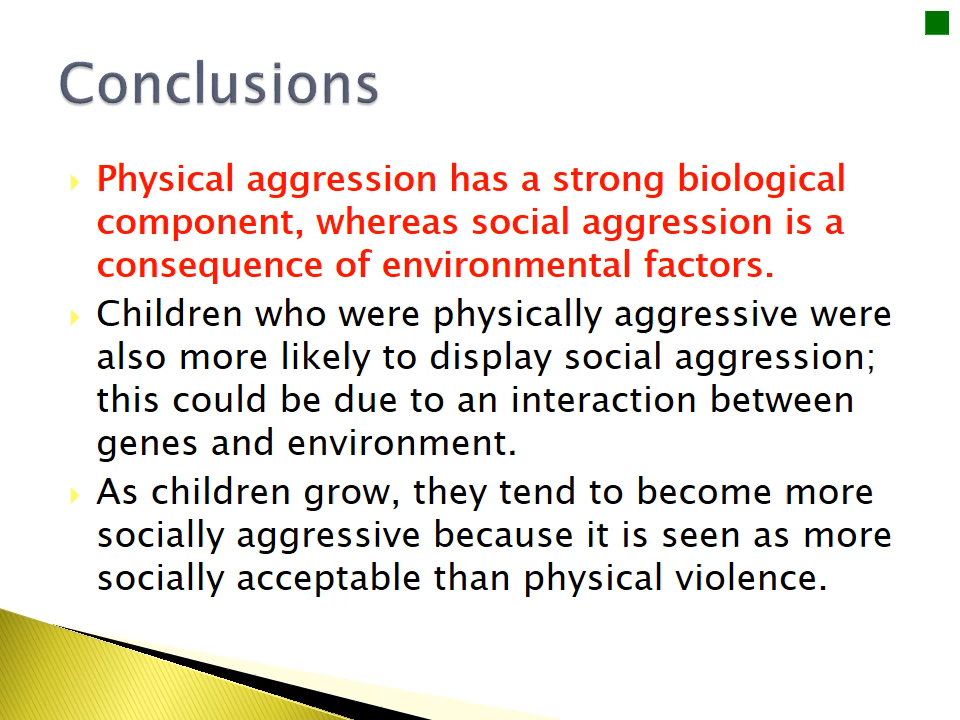 Conclusions
Physical aggression has a strong biological
component, whereas social aggression is a
consequence of environmental factors.
Children who were physically aggressive were
also more likely to display social aggression;
this could be due to an interaction between
genes and environment.
As children grow, they tend to become more
socially aggressive because it is seen as more
socially acceptable than physical violence.